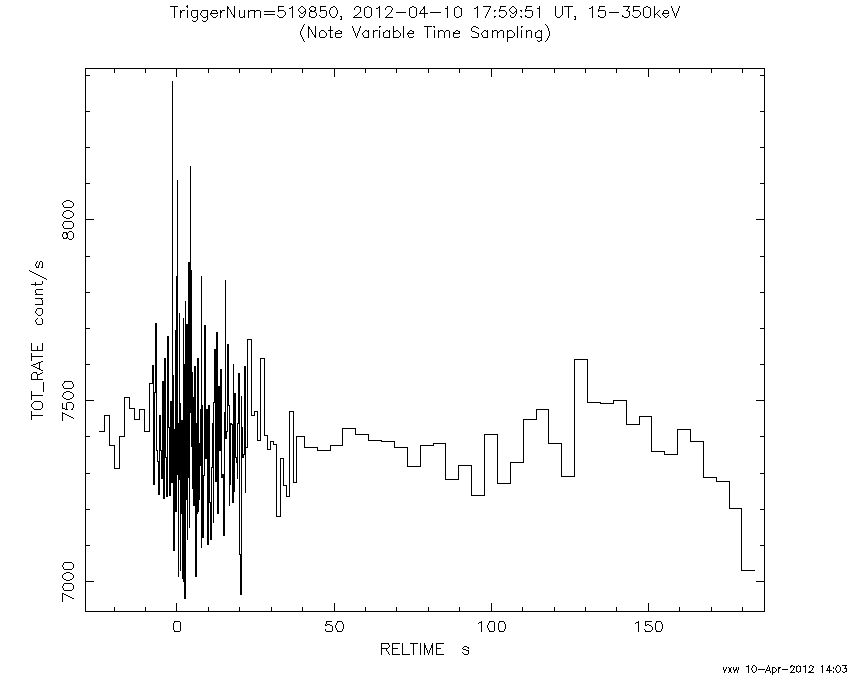 TriggerNum=519850, 2012-04-10 17:59:51 UT, 15-350keV
(Note Variable Time Sampling)
8000
7500
7000
TOT_RATE count/s
0 50 100 150
RELTIME s
vxw 10-Apr-2012 14:03